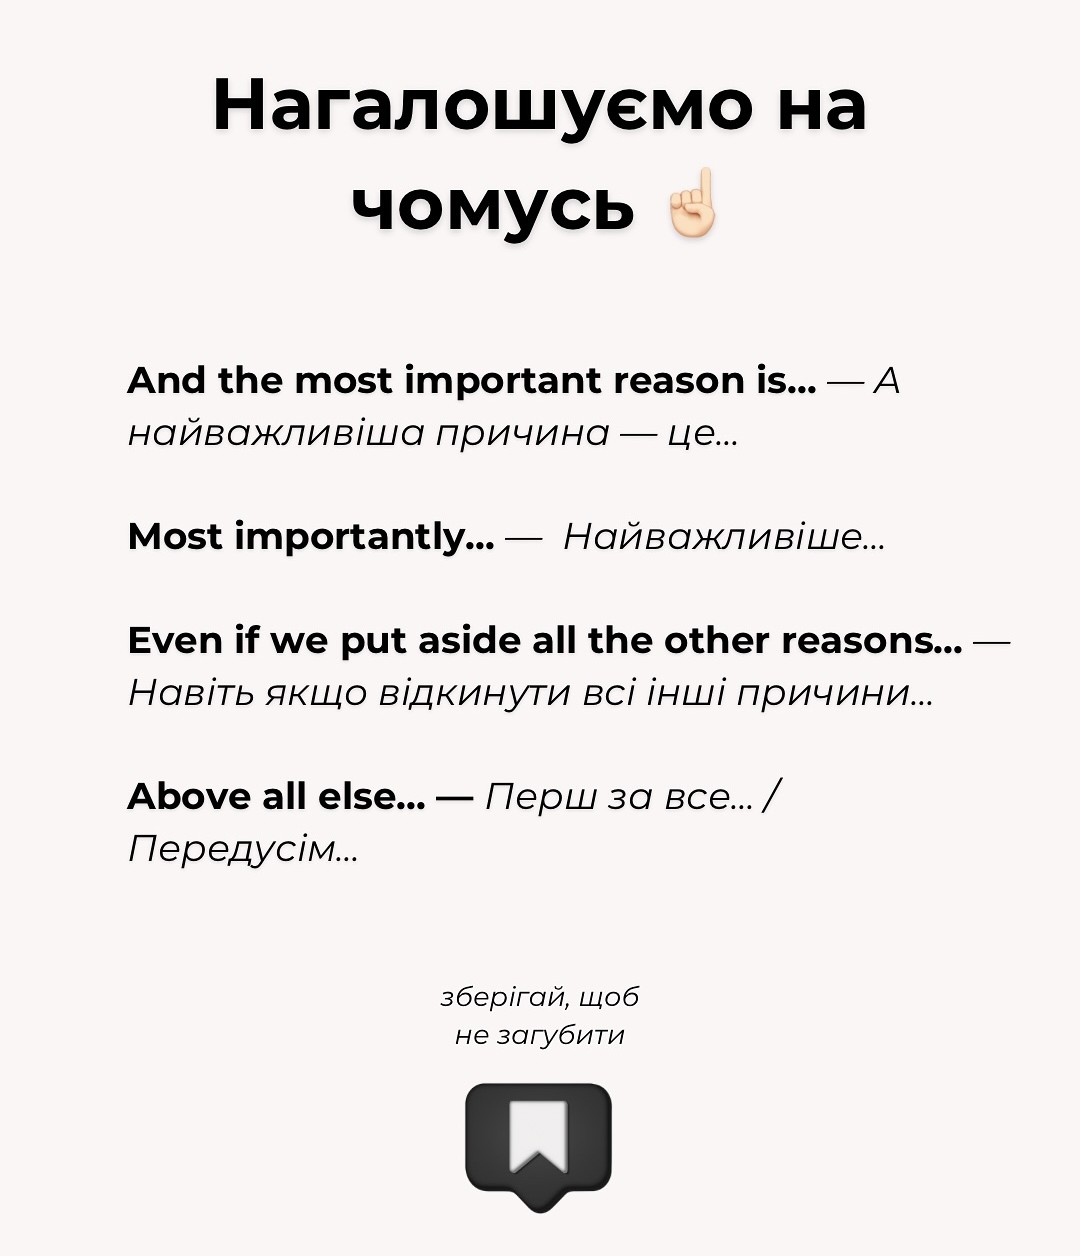 Нагалошуємо на
чомусь ☝🏻
And the most important reason is... — А
найважливіша причина — це...
Most importantly... — Найважливіше...
Even if we put aside all the other reasons... —
Навіть якщо відкинути всі інші причини...
Above all else... — Перш за все... /
Передусім...
зберігай, щоб
не загубити